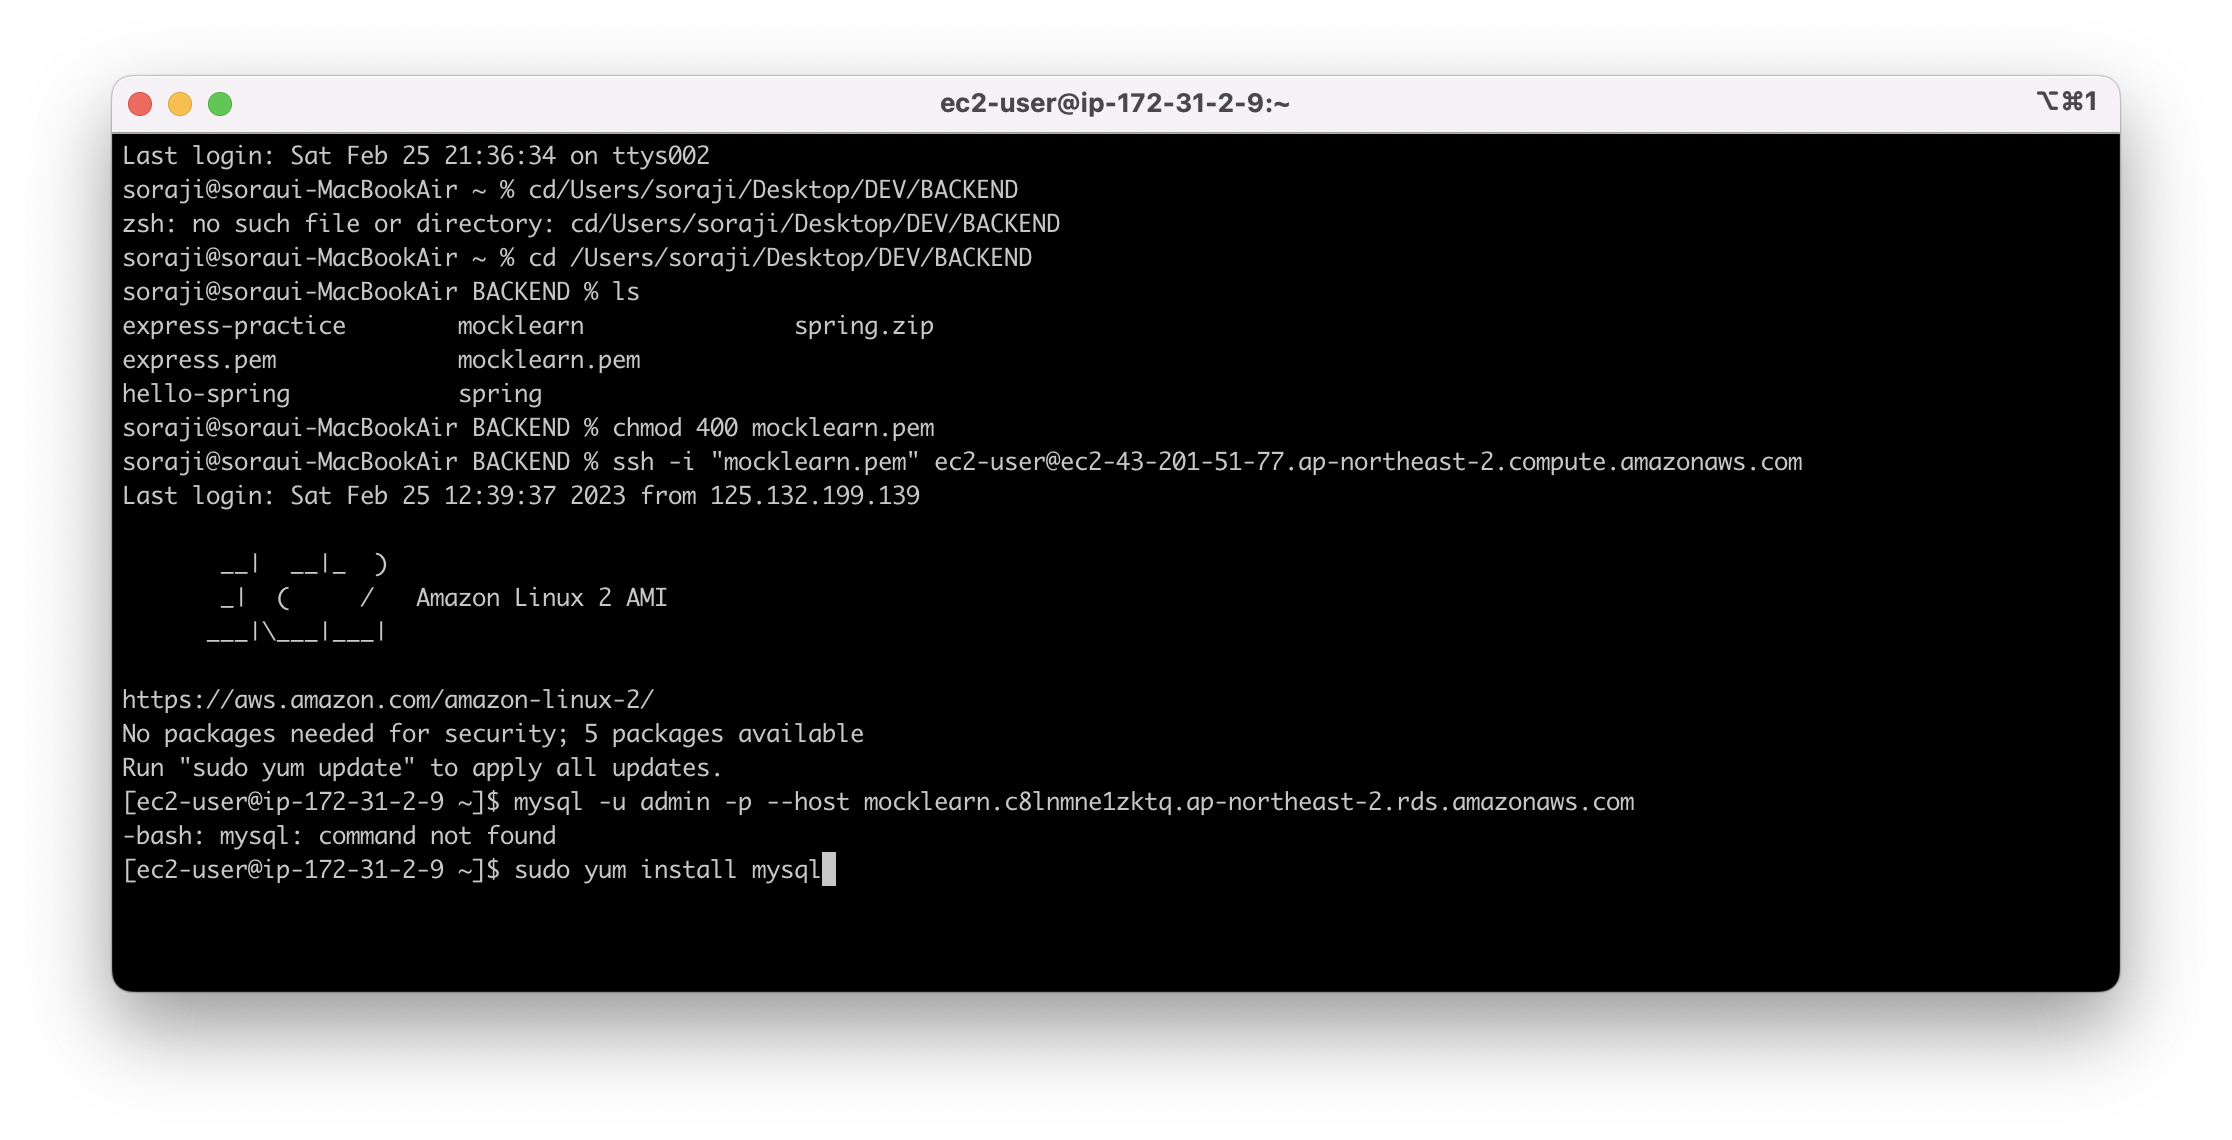 ec2-user@ip-172-31-2-9:~
⌥⌘1
Last login: Sat Feb 25 21:36:34 on ttys002
soraji@soraui-MacBookAir ~ % cd/Users/soraji/Desktop/DEV/BACKEND
zsh: no such file or directory: cd/Users/soraji/Desktop/DEV/BACKEND
soraji@soraui-MacBookAir ~ % cd /Users/soraji/Desktop/DEV/BACKEND
soraji@soraui-MacBookAir BACKEND % ls
express-practice        mocklearn               spring.zip
express.pem             mocklearn.pem
hello-spring            spring
soraji@soraui-MacBookAir BACKEND % chmod 400 mocklearn.pem
soraji@soraui-MacBookAir BACKEND % ssh -i "mocklearn.pem" ec2-user@ec2-43-201-51-77.ap-northeast-2.compute.amazonaws.com
Last login: Sat Feb 25 12:39:37 2023 from 125.132.199.139
       __|  __|_  )
       _|  (     /   Amazon Linux 2 AMI
      ___|\___|___|
https://aws.amazon.com/amazon-linux-2/
No packages needed for security; 5 packages available
Run "sudo yum update" to apply all updates.
[ec2-user@ip-172-31-2-9 ~]$ mysql -u admin -p --host mocklearn.c8lnmne1zktq.ap-northeast-2.rds.amazonaws.com
-bash: mysql: command not found
[ec2-user@ip-172-31-2-9 ~]$ sudo yum install mysql